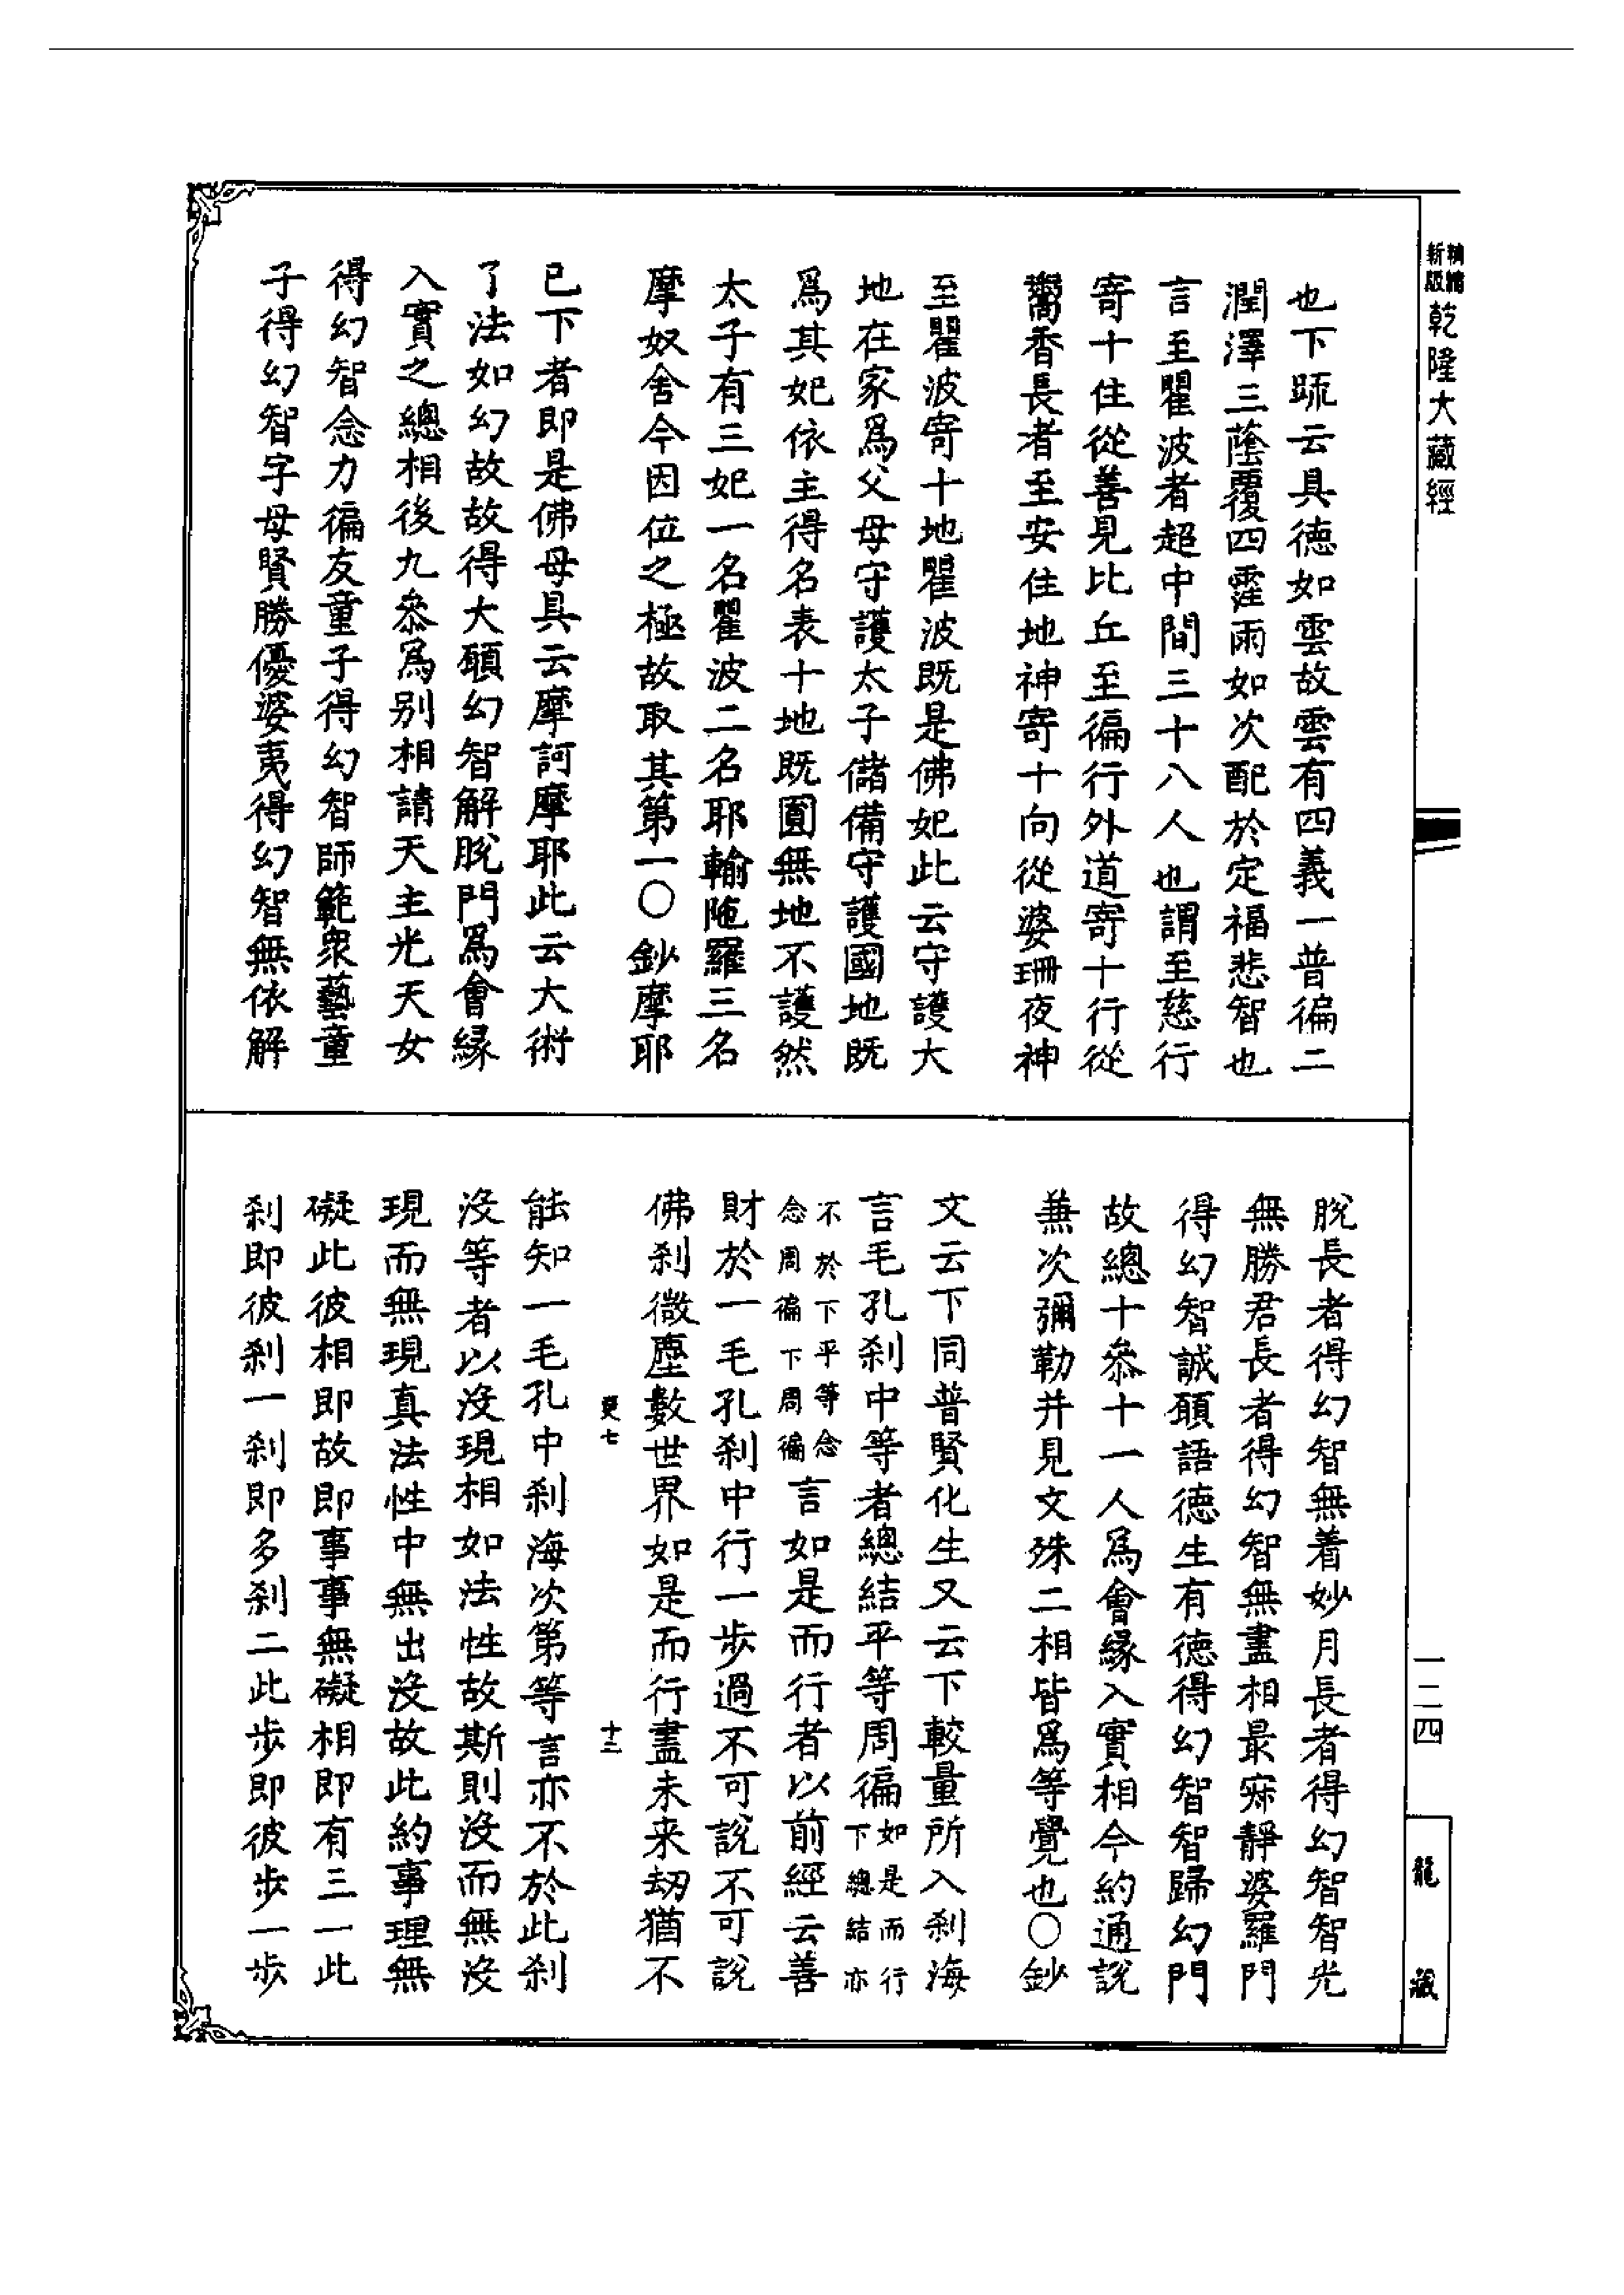 精繕
新版
乾隆大藏經
也下䟽云具德如雲故雲有四義一普徧二
潤澤三蔭覆四霔雨如次配於定福悲智也
言至瞿波者超中間三十八人也謂至慈行
寄十住從善見比丘至徧行外道寄十行從
鬻香長者至安住地神寄十向從婆珊夜神
至瞿波寄十地瞿波既是佛妃此云守護大
地在家爲父母守護太子儲備守護國地既
爲其妃依主得名表十地既圓無地不護然
太子有三妃一名瞿波二名耶輸陁羅三名
摩奴舍今因位之極故取其第一○鈔摩耶
已下者即是佛母具云摩訶摩耶此云大術
了法如幻故故得大願幻智解脫門爲會縁
入實之總相後九叅爲别相請天主光天女
得幻智念力徧友童子得幻智師範衆藝童
子得幻智字母賢勝優婆夷得幻智無依解
脫長者得幻智無着妙月長者得幻智智光
無勝君長者得幻智無盡相最寂靜婆羅門
得幻智誠願語德生有德得幻智智歸幻門
故總十叅十一人爲會緣入實相今約通說
兼次彌勒并見文殊二相皆爲等覺也○鈔
文云下同普賢化生又云下較量所入刹海
言毛孔刹中等者總結平等周徧如是而行下總結亦
不於下平等念念周徧下周徧言如是而行者以前經云善
財於一毛孔刹中行一步過不可說不可說
佛刹微塵數世界如是而行盡未来劫猶不
更七 十三
能知一毛孔中刹海次第等言亦不於此刹
沒等者以沒現相如法性故斯則沒而無沒
現而無現真法性中無出沒故此約事理無
礙此彼相即故即事事無礙相即有三一此
刹即彼刹一刹即多刹二此步即彼步一步
一二四
龍藏